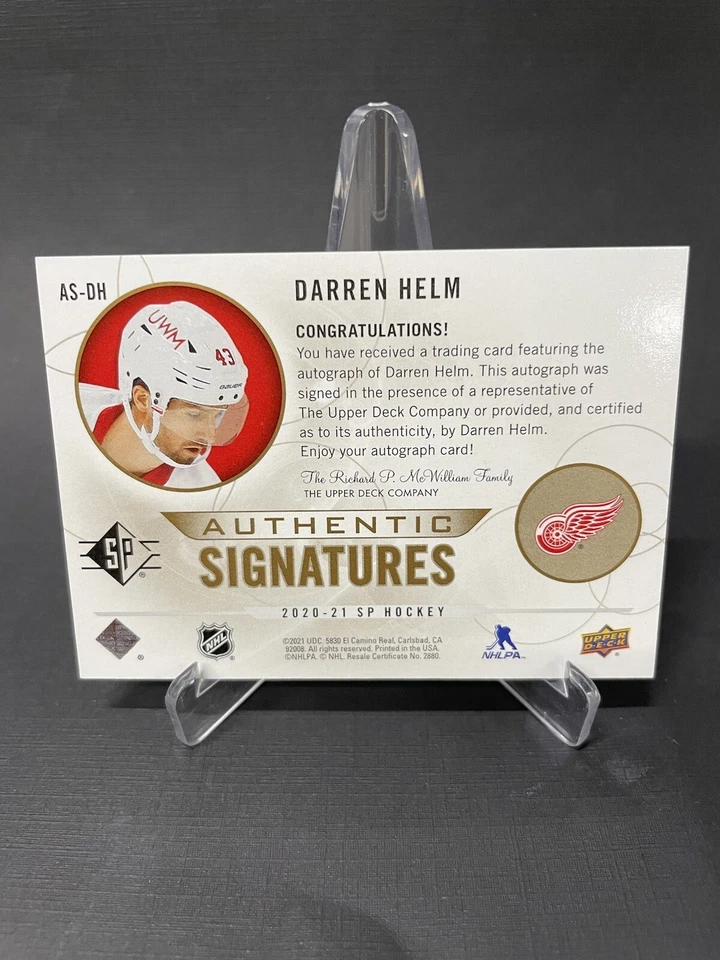 AS-DH
DARREN HELM
UWM
43
BAUER
CONGRATULATIONS!
You have received a trading card featuring the
autograph of Darren Helm. This autograph was
signed in the presence of a representative of
The Upper Deck Company or provided, and certified
as to its authenticity, by Darren Helm.
Enjoy your autograph card!
The Richard P. McWilliam Family
THE UPPER DECK COMPANY
SP®
AUTHENTIC
SIGNATURES
2020-21 SP HOCKEY
NHL
©2021 UDC. 5830 El Camino Real, Carlsbad, CA
92008. All rights reserved. Printed in the USA.
©NHLPA. © NHL. Resale Certificate No. 2880.
NHLPA™
UPPER
DECK®